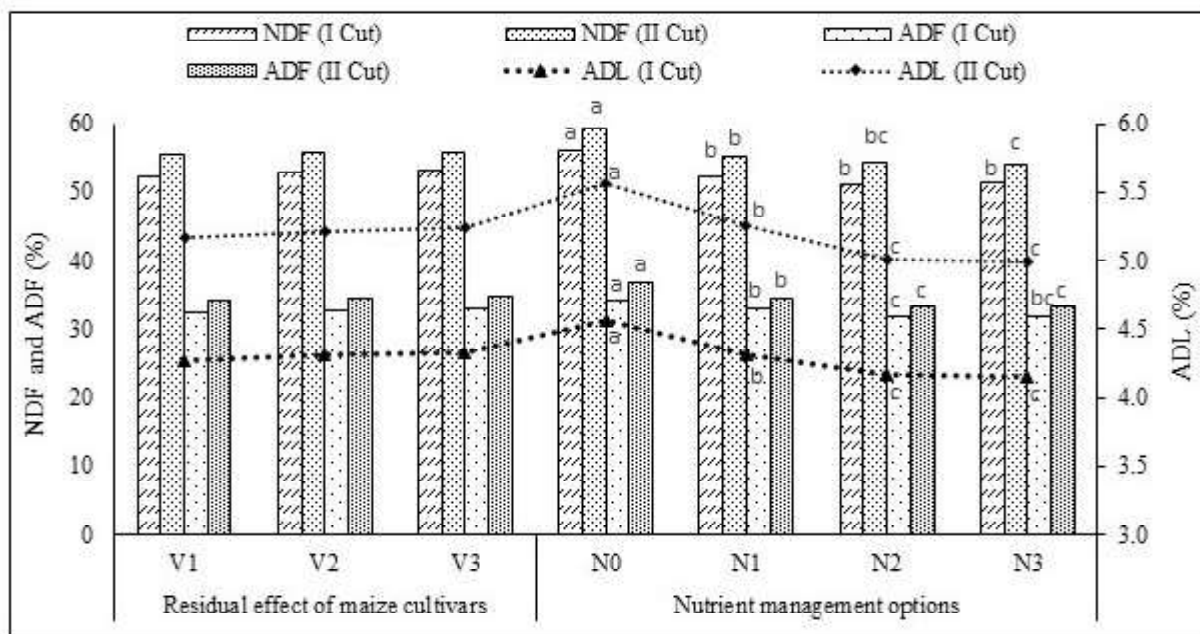 NDF (I Cut) NDF (II Cut) ADF (I Cut)
ADF (II Cut) ADL (I Cut) ADL (II Cut)
NDF and ADF (%)
60
50
40
30
20
10
0
a a a a a a
b b b b b b
b bc c c c c
b c c bc c c
6.0
5.5
5.0
4.5
4.0
3.5
3.0
ADL (%)
V1 V2 V3 N0 N1 N2 N3
Residual effect of maize cultivars Nutrient management options